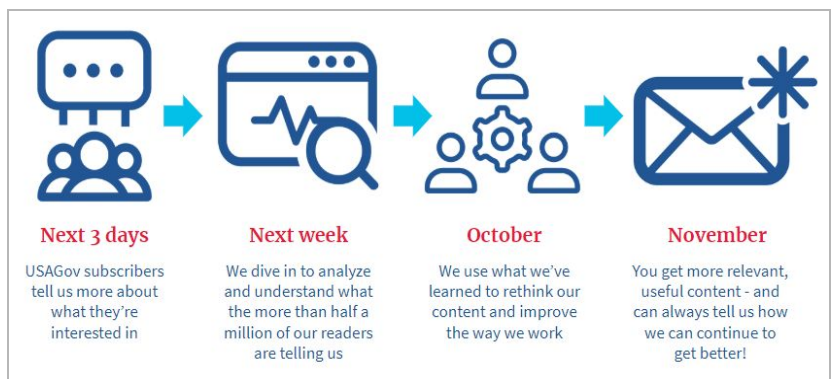 Next 3 days
USAGov subscribers
tell us more about
what they're
interested in
Next week
We dive in to analyze
and understand what
the more than half a
million of our readers
are telling us
October
We use what we've
learned to rethink our
content and improve
the way we work
November
You get more relevant,
useful content - and
can always tell us how
we can continue to
get better!